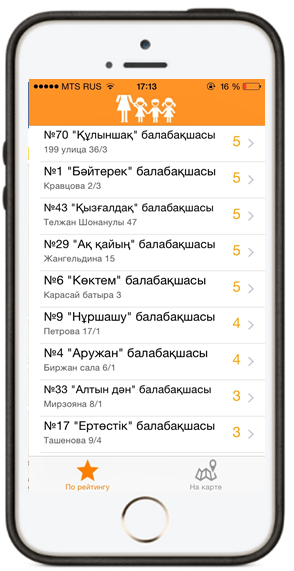 MTS RUS 17:13 16 %
№70 "Құлыншақ" балабақшасы
199 улица 36/3
5
№1 "Бәйтерек" балабақшасы
Кравцова 2/3
5
№43 "Қызғалдақ" балабақшасы
Телжан Шонанулы 47
5
№29 "Ақ қайың" балабақшасы
Жангельдина 15
5
№6 "Көктем" балабақшасы
Карасай батыра 3
5
№9 "Нұршашу" балабақшасы
Петрова 17/1
4
№4 "Аружан" балабақшасы
Биржан сала 6/1
4
№33 "Алтын дән" балабақшасы
Мирзояна 8/1
3
№17 "Ертөстік" балабақшасы
Ташенова 9/4
3
По рейтингу На карте